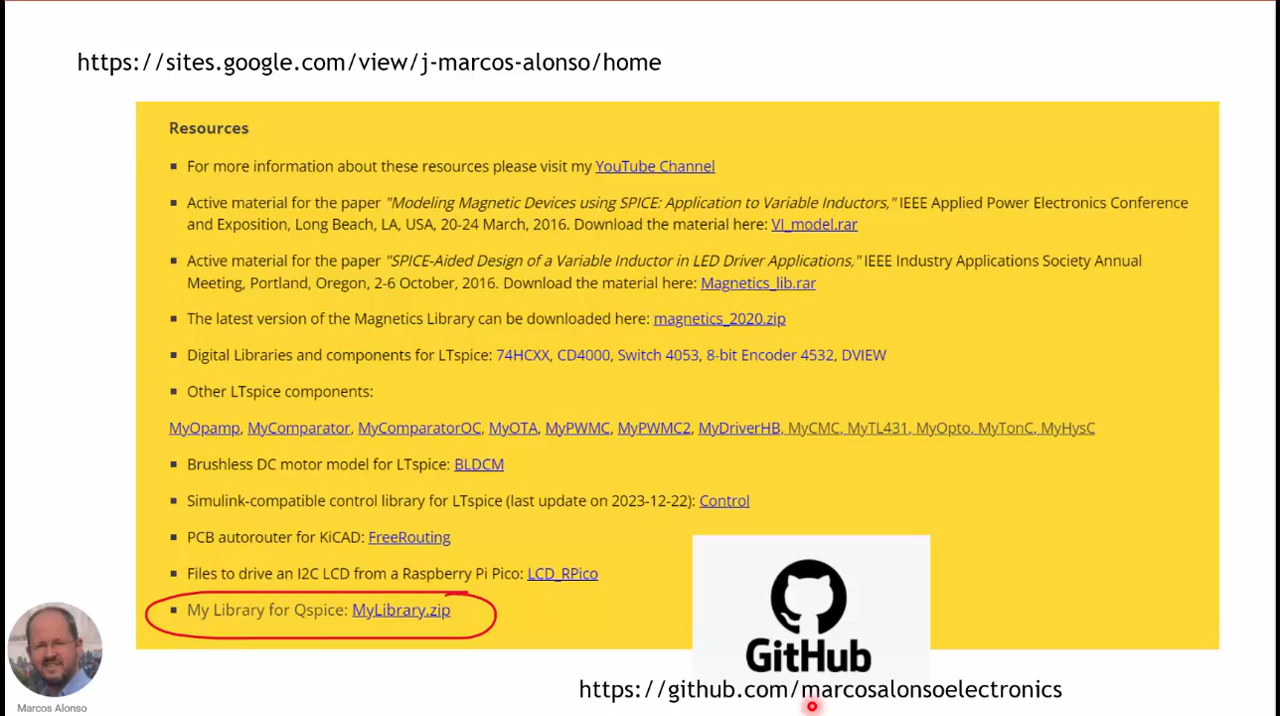 https://sites.google.com/view/j-marcos-alonso/home
Resources
For more information about these resources please visit my YouTube Channel
Active material for the paper "Modeling Magnetic Devices using SPICE: Application to Variable Inductors," IEEE Applied Power Electronics Conference
and Exposition, Long Beach, LA, USA, 20-24 March, 2016. Download the material here: VI_model.rar
Active material for the paper "SPICE-Aided Design of a Variable Inductor in LED Driver Applications," IEEE Industry Applications Society Annual
Meeting, Portland, Oregon, 2-6 October, 2016. Download the material here: Magnetics_lib.rar
The latest version of the Magnetics Library can be downloaded here: magnetics_2020.zip
Digital Libraries and components for LTspice: 74HCXX, CD4000, Switch 4053, 8-bit Encoder 4532, DVIEW
Other LTspice components:
MyOpamp, MyComparator, MyComparatorOC, MyOTA, MyPWMC, MyPWMC2, MyDriverHB, MyCMC, MyTL431, MyOpto, MyTonC, MyHysC
Brushless DC motor model for LTspice: BLDCM
Simulink-compatible control library for LTspice (last update on 2023-12-22): Control
PCB autorouter for KiCAD: FreeRouting
Files to drive an I2C LCD from a Raspberry Pi Pico: LCD_RPico
My Library for Qspice: MyLibrary.zip
GitHub
https://github.com/marcosalonsoelectronics
Marcos Alonso